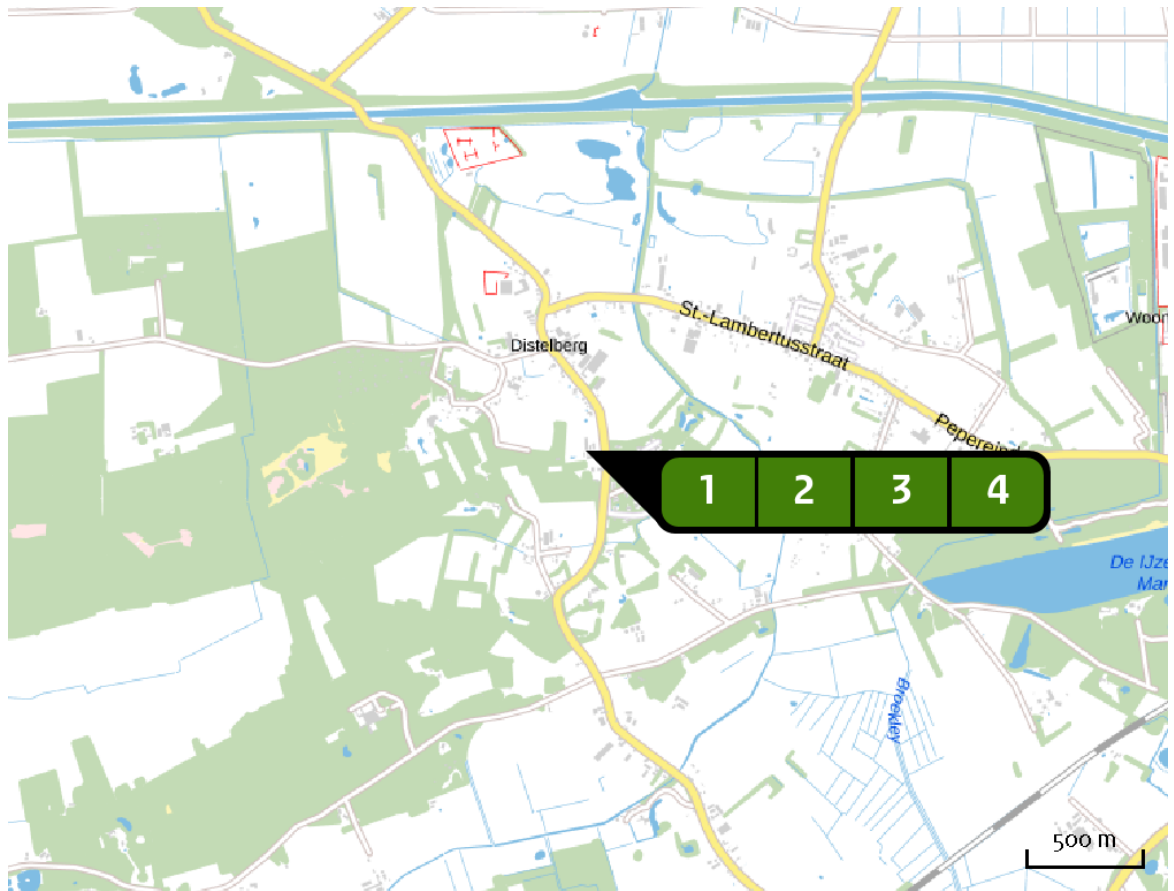 St.-Lambertusstraat
Woon
Distelberg
Pepereind
1 2 3 4
De IJze
Mar
Broekley
500 m